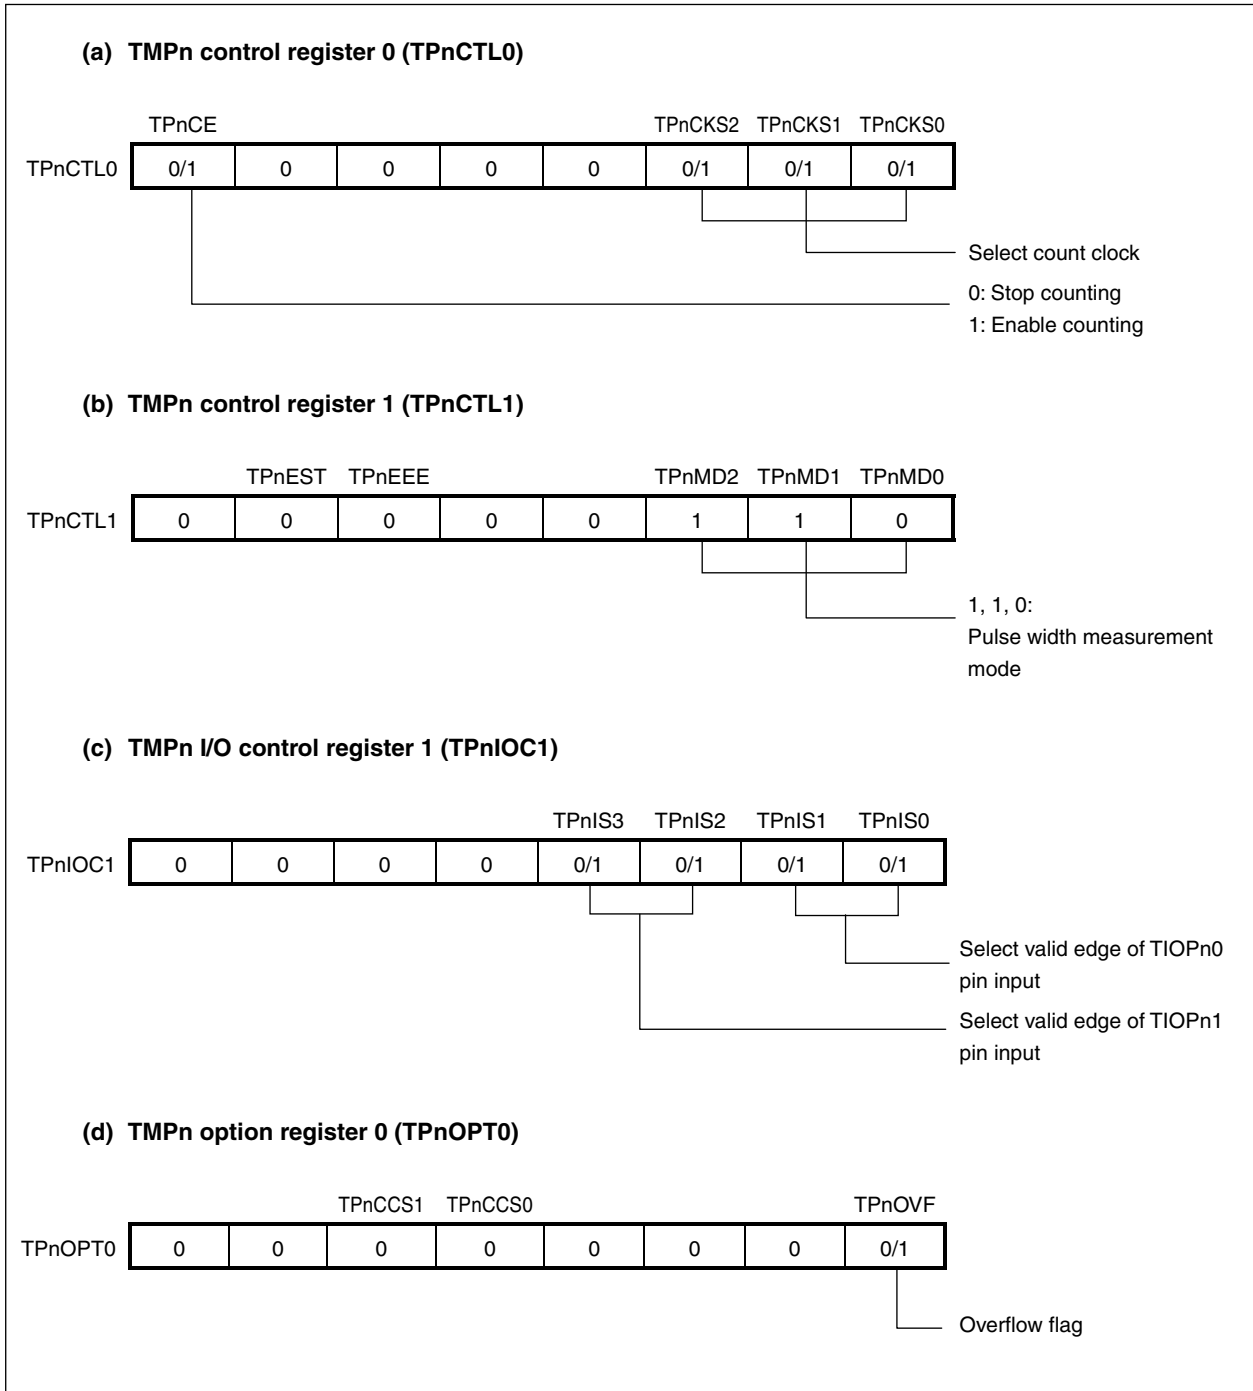 (a) TMPn control register 0 (TPnCTL0)
TPnCE TPnCKS2 TPnCKS1 TPnCKS0
TPnCTL0 0/1 0 0 0 0 0/1 0/1 0/1
Select count clock
0: Stop counting
1: Enable counting
(b) TMPn control register 1 (TPnCTL1)
TPnEST TPnEEE TPnMD2 TPnMD1 TPnMD0
TPnCTL1 0 0 0 0 0 1 1 0
1, 1, 0:
Pulse width measurement
mode
(c) TMPn I/O control register 1 (TPnIOC1)
TPnIS3 TPnIS2 TPnIS1 TPnIS0
TPnIOC1 0 0 0 0 0/1 0/1 0/1 0/1
Select valid edge of TIOPn0
pin input
Select valid edge of TIOPn1
pin input
(d) TMPn option register 0 (TPnOPT0)
TPnCCS1 TPnCCS0 TPnOVF
TPnOPT0 0 0 0 0 0 0 0 0/1
Overflow flag